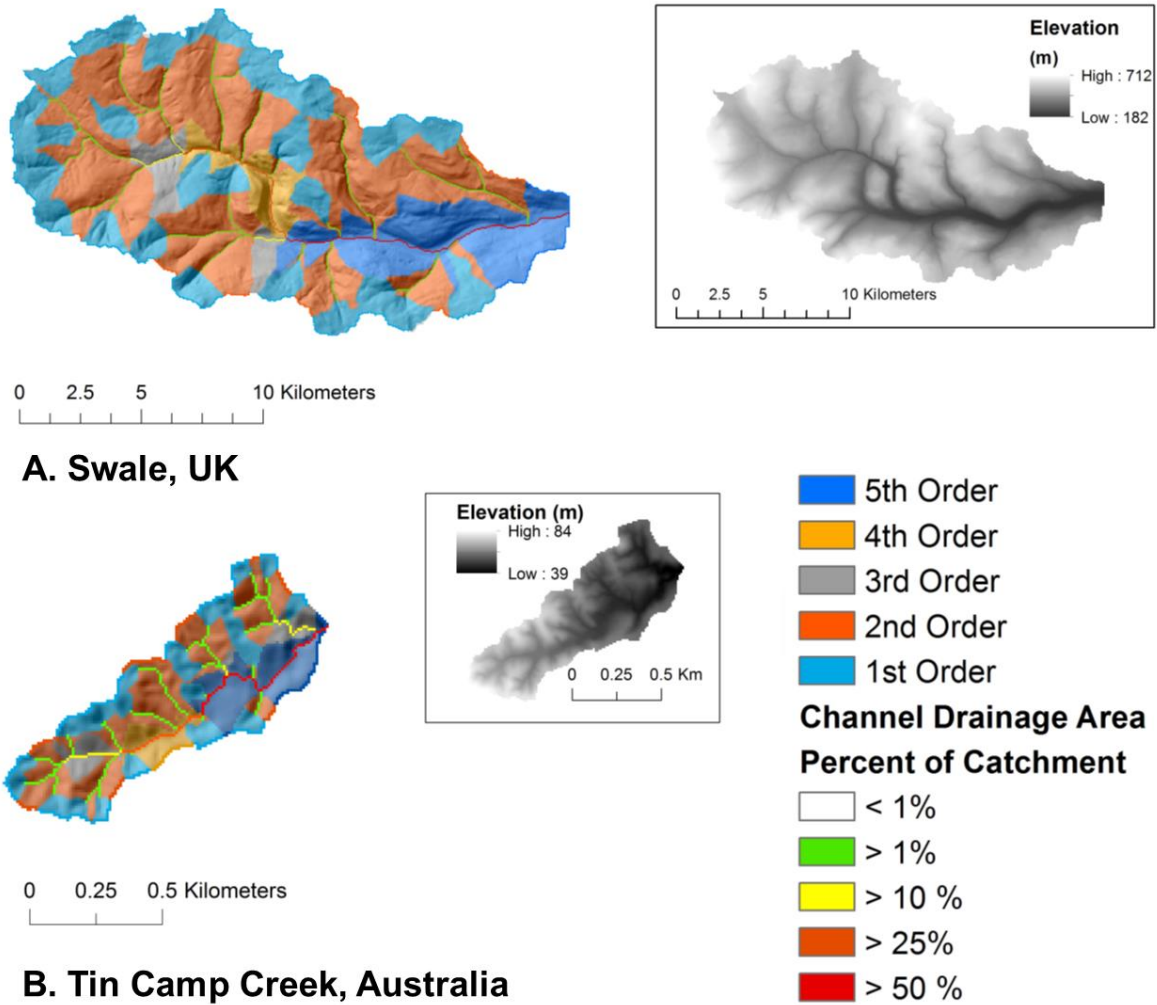 Elevation
(m)
High : 712
Low : 182
0 2.5 5 10 Kilometers
0 2.5 5 10 Kilometers
A. Swale, UK
Elevation (m)
High : 84
Low : 39
0 0.25 0.5 Km
0 0.25 0.5 Kilometers
B. Tin Camp Creek, Australia
5th Order
4th Order
3rd Order
2nd Order
1st Order
Channel Drainage Area
Percent of Catchment
< 1%
> 1%
> 10 %
> 25%
> 50 %